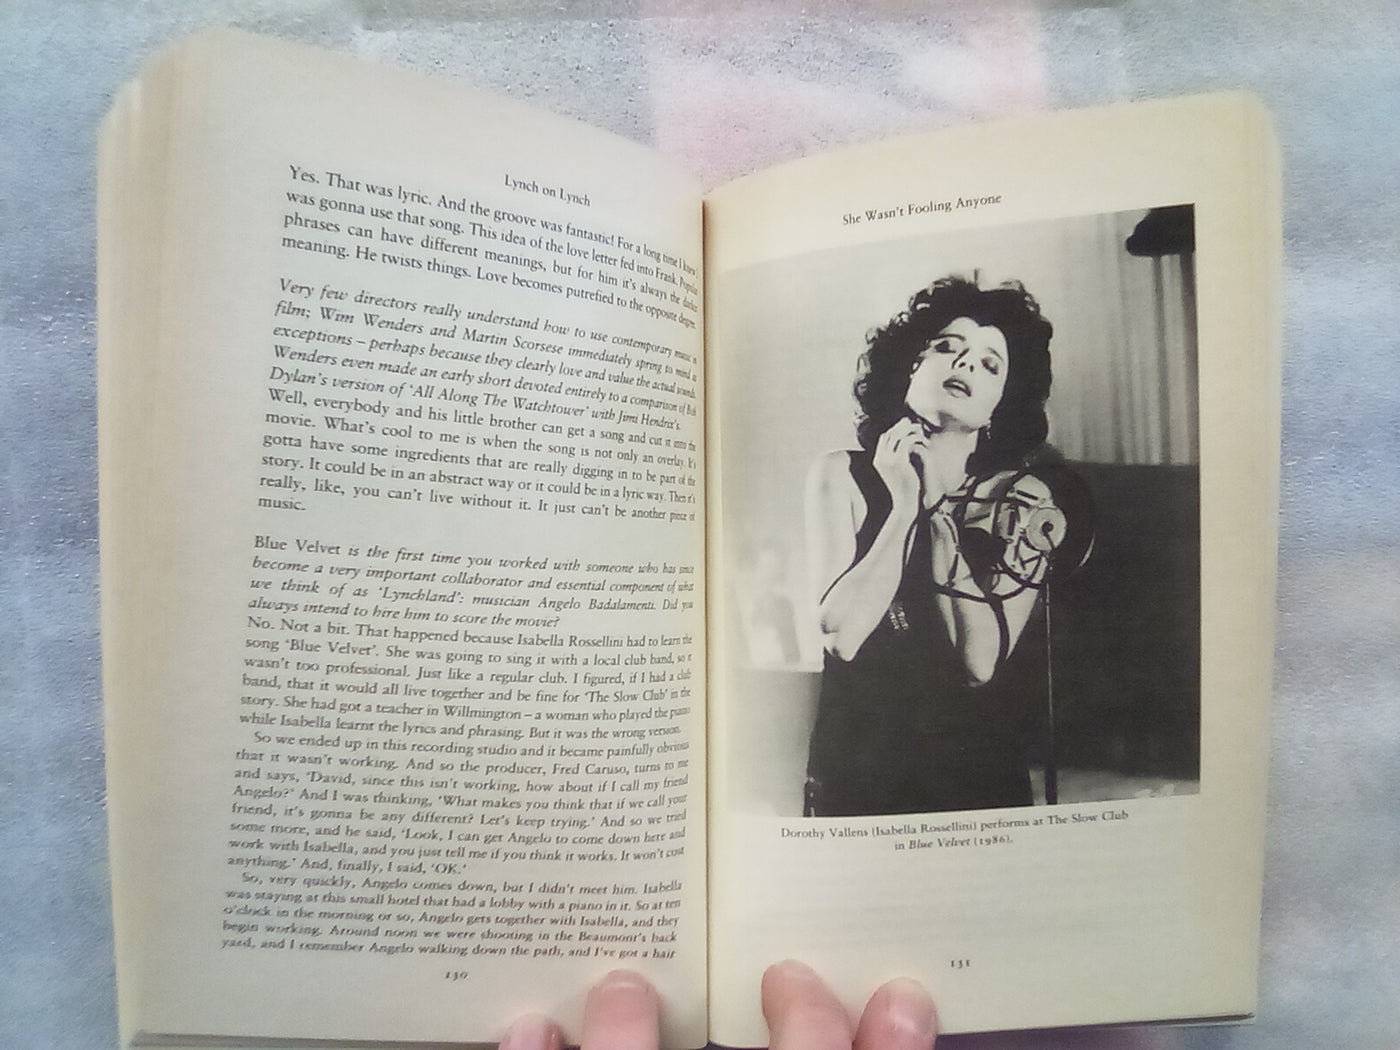 Lynch on Lynch
Yes. That was lyric. And the groove was fantastic! For a long time I knew I
was gonna use that song. This idea of the love letter fed into Frank. Popular
phrases can have different meanings, but for him it's always the darker
meaning. He twists things. Love becomes putrefied to the opposite degree.
Very few directors really understand how to use contemporary music in
film; Wim Wenders and Martin Scorsese immediately spring to mind as
exceptions – perhaps because they clearly love and value the actual sounds.
Wenders even made an early short devoted entirely to a comparison of Bob
Dylan's version of 'All Along The Watchtower' with Jimi Hendrix's.
Well, everybody and his little brother can get a song and cut it into the
movie. What's cool to me is when the song is not only an overlay. It's
gotta have some ingredients that are really digging in to be part of the
story. It could be in an abstract way or it could be in a lyric way. Then it's
really, like, you can't live without it. It just can't be another piece of
music.
Blue Velvet is the first time you worked with someone who has since
become a very important collaborator and essential component of what
we think of as 'Lynchland': musician Angelo Badalamenti. Did you
always intend to hire him to score the movie?
No. Not a bit. That happened because Isabella Rossellini had to learn the
song 'Blue Velvet'. She was going to sing it with a local club band, so it
wasn't too professional. Just like a regular club. I figured, if I had a club
band, that it would all live together and be fine for 'The Slow Club' in the
story. She had got a teacher in Willmington – a woman who played the piano
while Isabella learnt the lyrics and phrasing. But it was the wrong version.
So we ended up in this recording studio and it became painfully obvious
that it wasn't working. And so the producer, Fred Caruso, turns to me
and says, 'David, since this isn't working, how about if I call my friend
Angelo?' And I was thinking, 'What makes you think that if we call your
friend, it's gonna be any different? Let's keep trying.' And so we tried
some more, and he said, 'Look, I can get Angelo to come down here and
work with Isabella, and you just tell me if you think it works. It won't cost
anything.' And, finally, I said, 'OK.'
So, very quickly, Angelo comes down, but I didn't meet him. Isabella
was staying at this small hotel that had a lobby with a piano in it. So at ten
o'clock in the morning or so, Angelo gets together with Isabella, and they
begin working. Around noon we were shooting in the Beaumont's back
yard, and I remember Angelo walking down the path, and I've got a hair
130
She Wasn't Fooling Anyone
Dorothy Vallens (Isabella Rossellini) performs at The Slow Club
in Blue Velvet (1986).
131